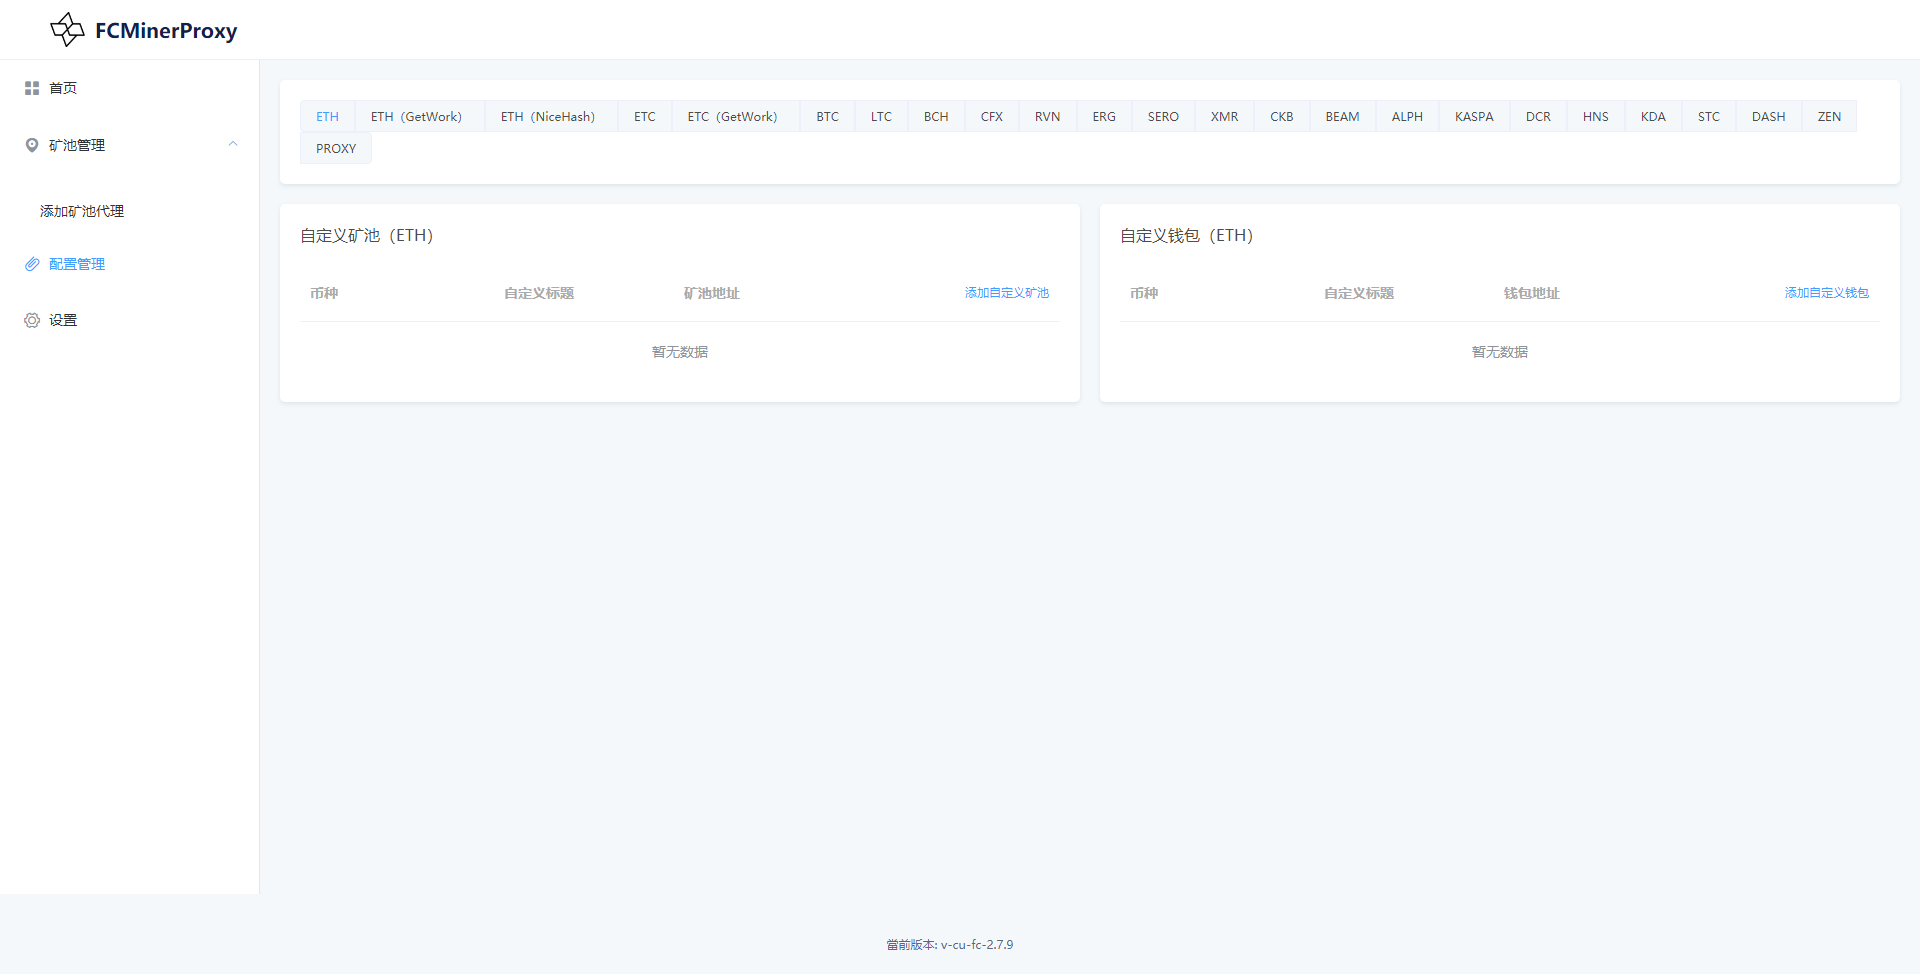 FCMinerProxy
首页
矿池管理
添加矿池代理
配置管理
设置
ETH ETH（GetWork） ETH（NiceHash） ETC ETC（GetWork） BTC LTC BCH CFX RVN ERG SERO XMR CKB BEAM ALPH KASPA DCR HNS KDA STC DASH ZEN
PROXY
自定义矿池（ETH）
币种 自定义标题 矿池地址 添加自定义矿池
暂无数据
自定义钱包（ETH）
币种 自定义标题 钱包地址 添加自定义钱包
暂无数据
當前版本: v-cu-fc-2.7.9